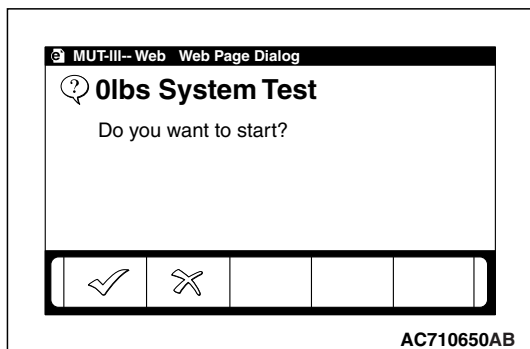 MUT-III-- Web Web Page Dialog
0lbs System Test
Do you want to start?
AC710650AB